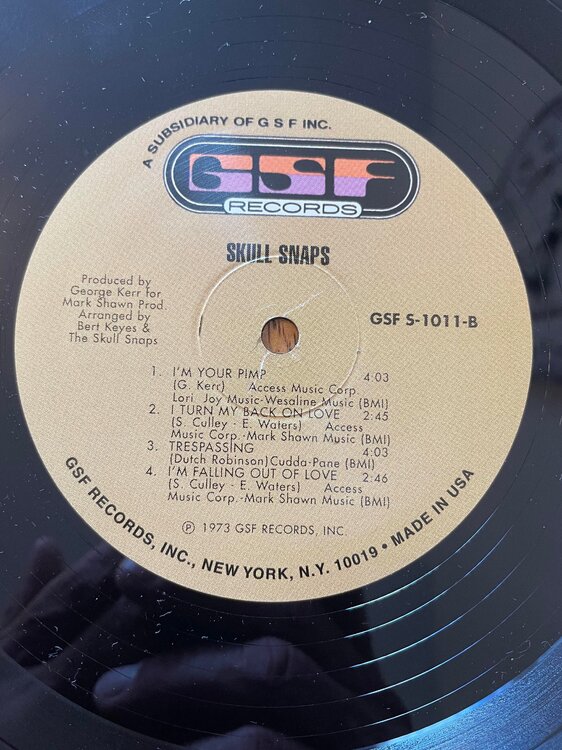 A SUBSIDIARY OF G S F INC.
GSF
RECORDS
SKULL SNAPS
Produced by
George Kerr for
Mark Shawn Prod.
Arranged by
Bert Keyes &
The Skull Snaps
GSF S-1011-B
1. I'M YOUR PIMP 4:03
(G. Kerr) Access Music Corp
Lori Joy Music-Wesaline Music (BMI)
2. I TURN MY BACK ON LOVE 2:45
(S. Culley - E. Waters) Access
Music Corp.-Mark Shawn Music (BMI)
3. TRESPASSING 4:03
(Dutch Robinson)Cudda-Pane (BMI)
4. I'M FALLING OUT OF LOVE 2:46
(S. Culley - E. Waters) Access
Music Corp.-Mark Shawn Music (BMI)
℗ 1973 GSF RECORDS, INC.
GSF RECORDS, INC., NEW YORK, N.Y. 10019 • MADE IN USA